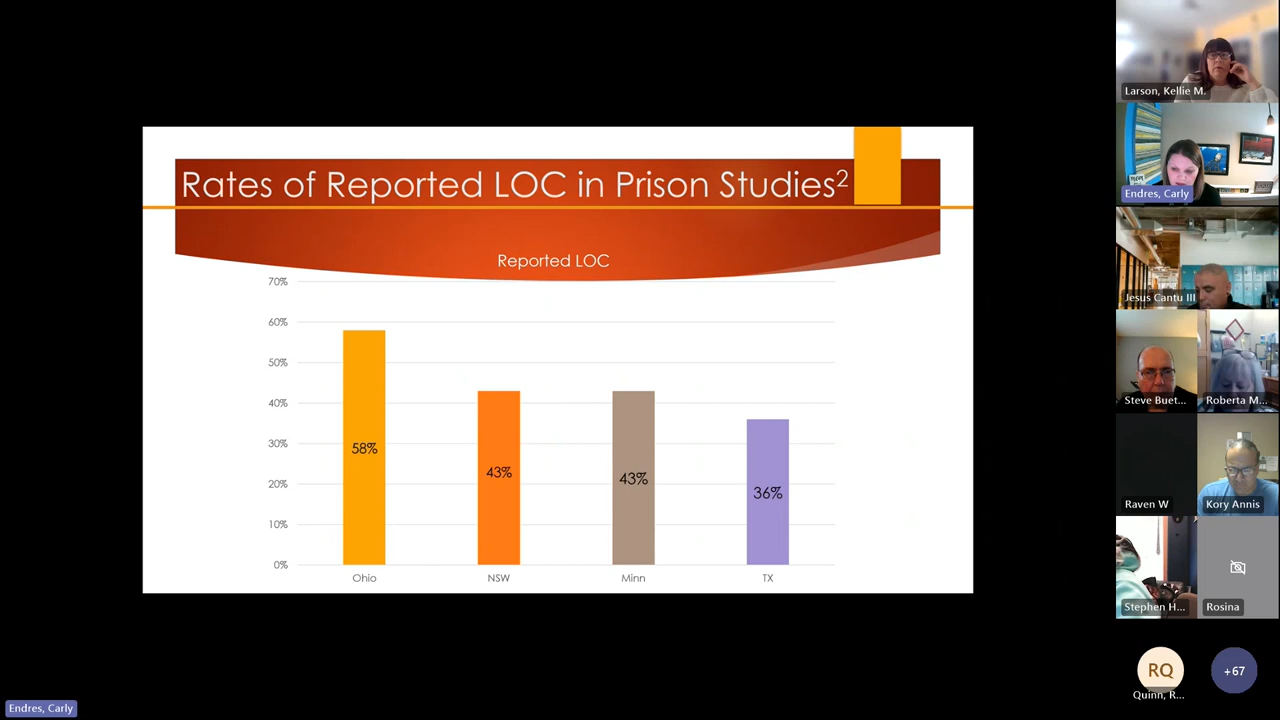 Rates of Reported LOC in Prison Studies2
Reported LOC
70%
60%
50%
40%
30%
20%
10%
0%
58%
43%
43%
36%
Ohio
NSW
Minn
TX
Larson, Kellie M.
Endres, Carly
Jesus Cantu III
Steve Buet...
Roberta M...
Raven W
Kory Annis
Stephen H...
Rosina
RQ
Quinn, R...
+67
Endres, Carly